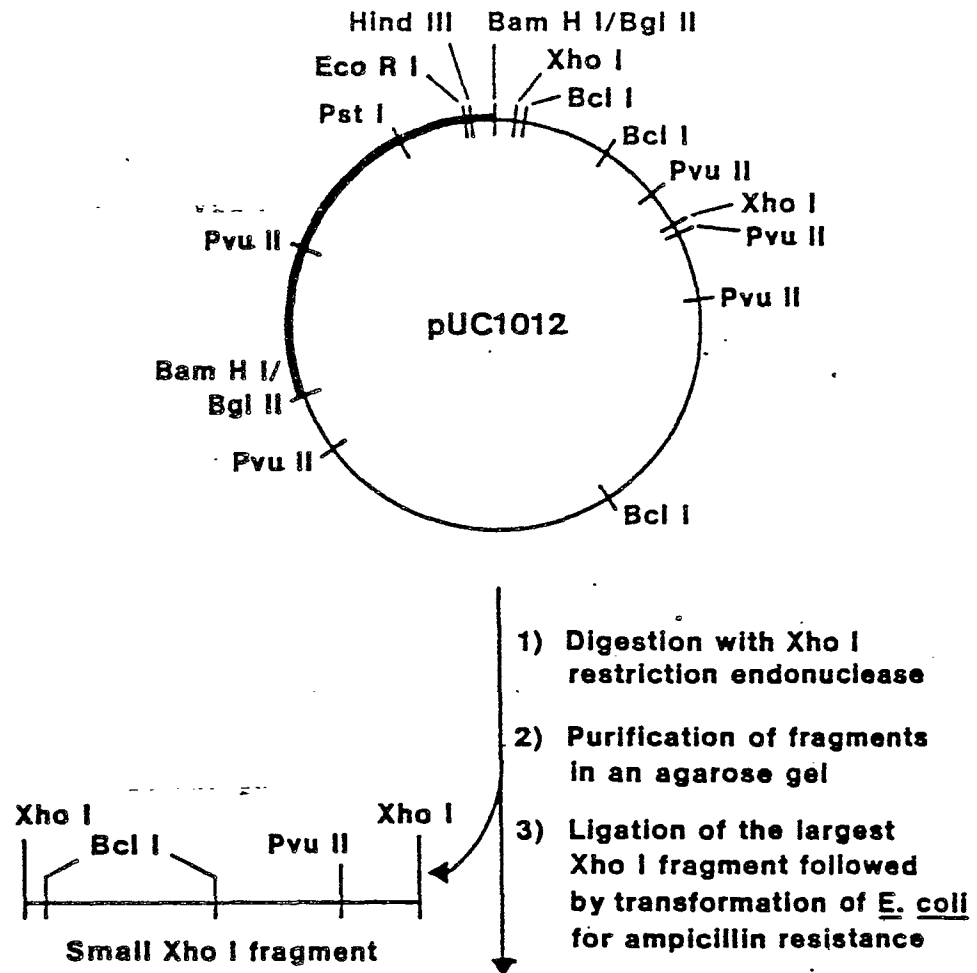 Hind III
Bam H I/Bgl II
Eco R I
Xho I
Pst I
Bcl I
Bcl I
Pvu II
Xho I
Pvu II
Pvu II
Pvu II
pUC1012
Bam H I/
Bgl II
Pvu II
Bcl I
1) Digestion with Xho I
restriction endonuclease
2) Purification of fragments
in an agarose gel
3) Ligation of the largest
Xho I fragment followed
by transformation of E. coli
for ampicillin resistance
Xho I
Bcl I
Pvu II
Xho I
Small Xho I fragment